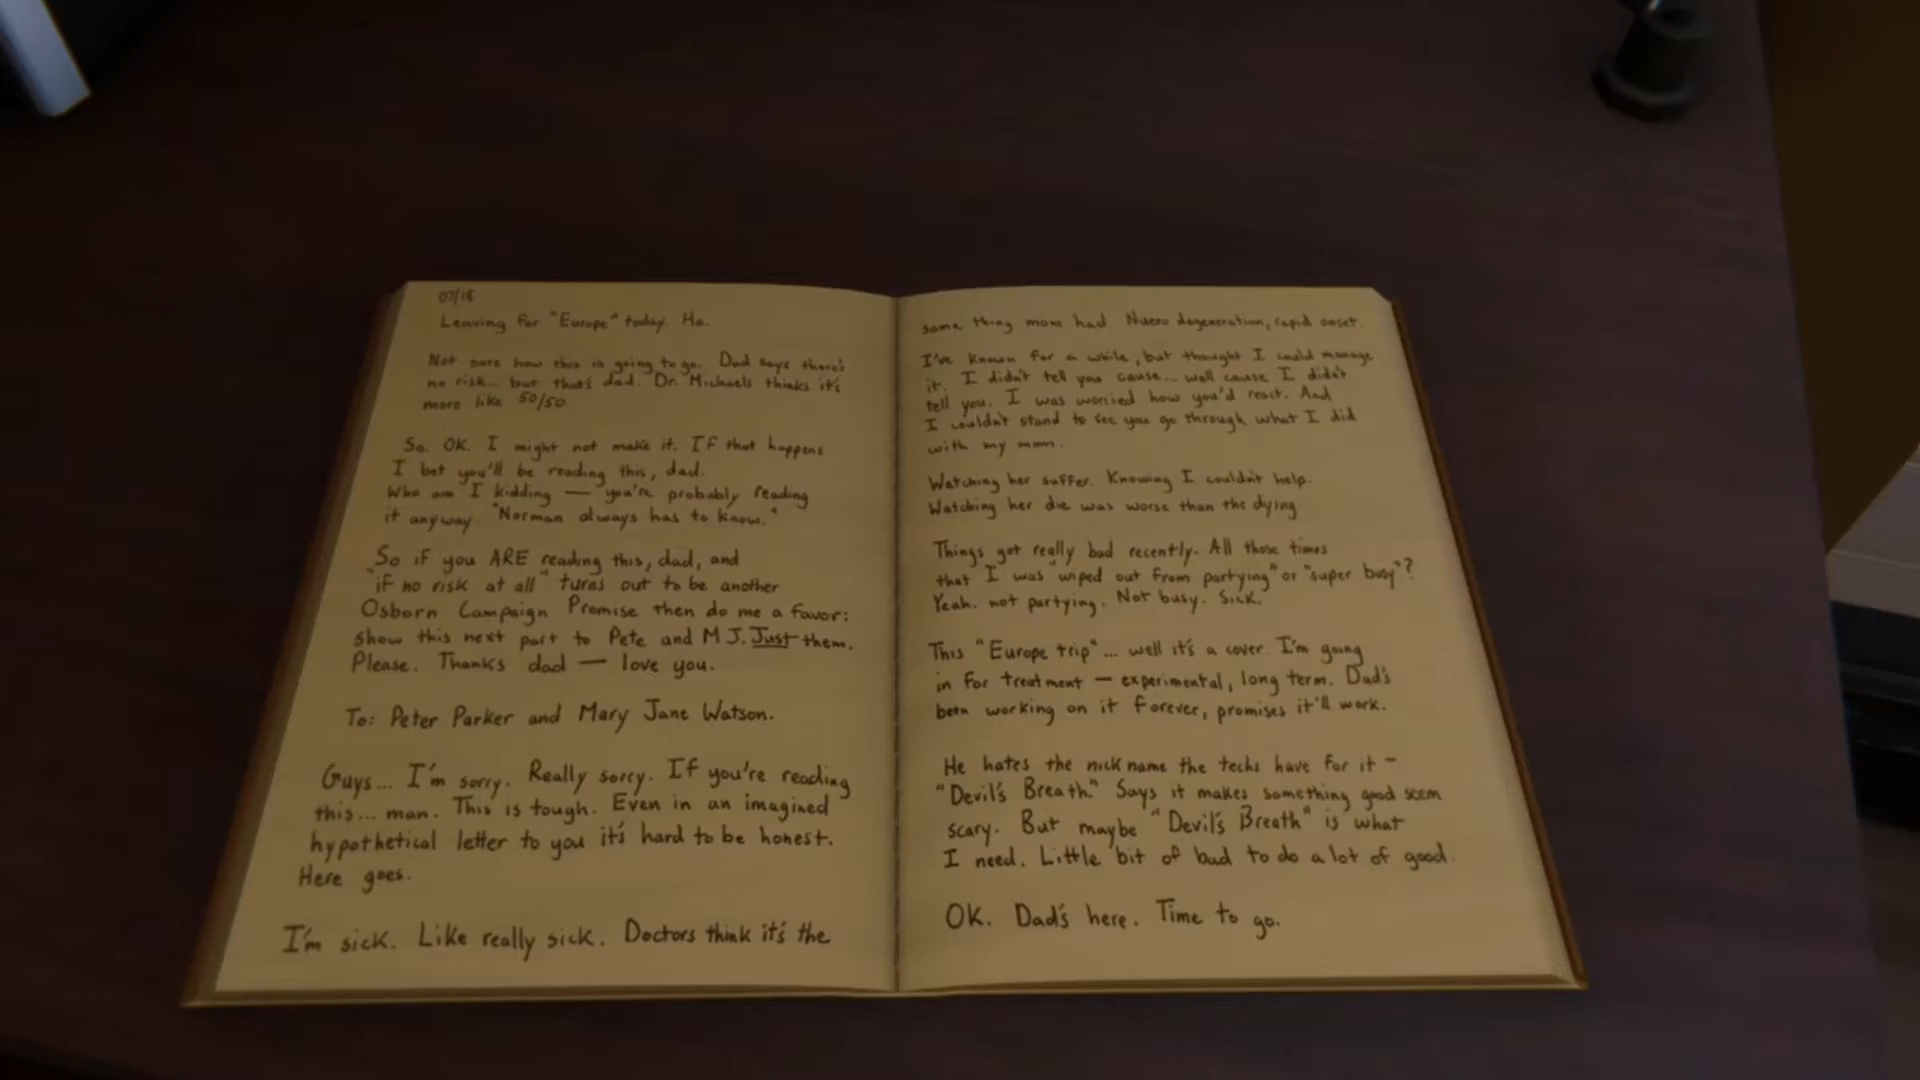 07/18
Leaving for "Europe" today. Ha.
Not sure how this is going to go. Dad says there's
no risk... but that's dad. Dr. Michaels thinks it's
more like 50/50
So. OK. I might not make it. If that happens
I bet you'll be reading this, dad.
Who am I kidding — you're probably reading
it anyway. "Norman always has to know."
So if you ARE reading this, dad, and
"if no risk at all" turns out to be another
Osborn Campaign Promise then do me a favor:
show this next part to Pete and MJ. Just them.
Please. Thanks dad — love you.
To: Peter Parker and Mary Jane Watson.
Guys... I'm sorry. Really sorry. If you're reading
this... man. This is tough. Even in an imagined
hypothetical letter to you it's hard to be honest.
Here goes.
I'm sick. Like really sick. Doctors think it's the
same thing mom had. Nuero degeneration, rapid onset.
I've known for a while, but thought I could manage
it. I didn't tell you cause... well cause I didn't
tell you. I was worried how you'd react. And
I couldn't stand to see you go through what I did
with my mom.
Watching her suffer. Knowing I couldn't help.
Watching her die was worse than the dying
Things got really bad recently. All those times
that I was "wiped out from partying" or "super busy"?
Yeah. not partying. Not busy. Sick.
This "Europe trip"... well it's a cover. I'm going
in for treatment — experimental, long term. Dad's
been working on it forever, promises it'll work.
He hates the nickname the techs have for it -
"Devil's Breath." Says it makes something good seem
scary. But maybe "Devil's Breath" is what
I need. Little bit of bad to do a lot of good.
OK. Dad's here. Time to go.